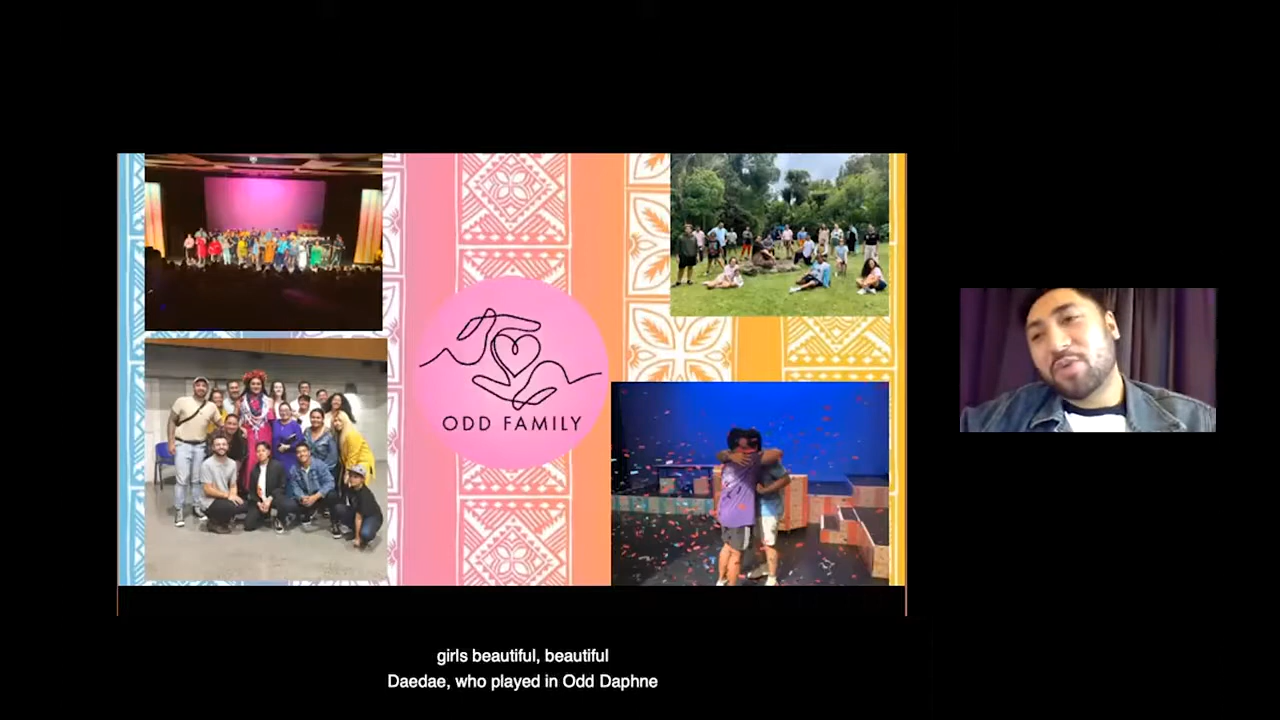 ODD FAMILY
girls beautiful, beautiful
Daedae, who played in Odd Daphne